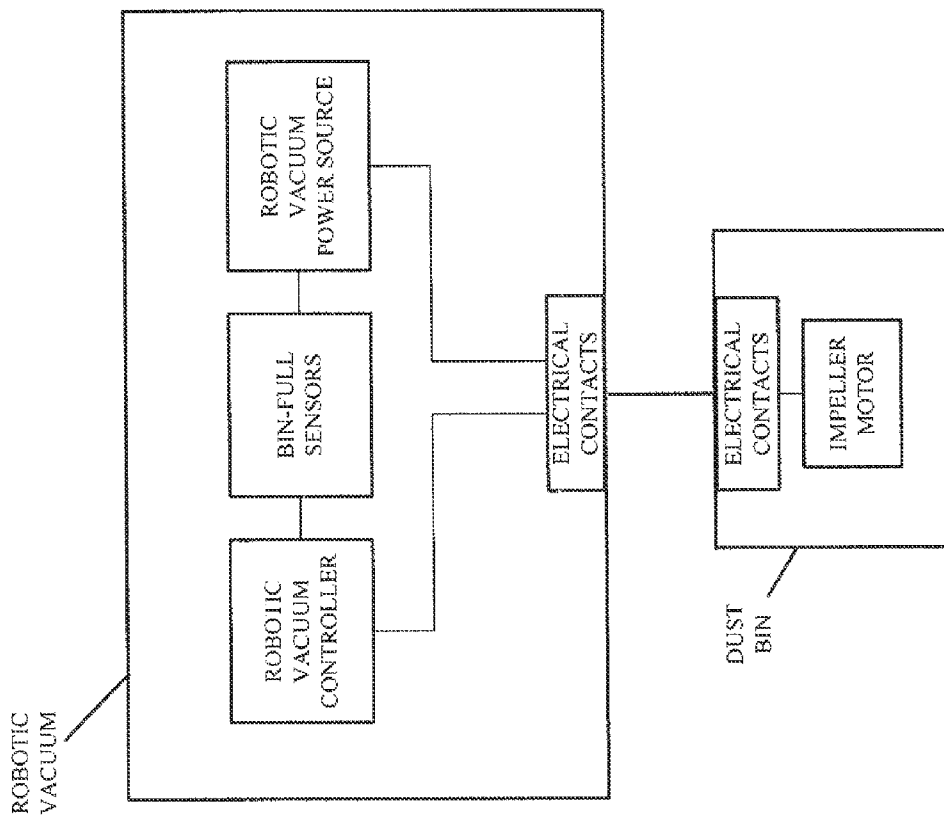 ROBOTIC
VACUUM
ROBOTIC
VACUUM
CONTROLLER
BIN-FULL
SENSORS
ROBOTIC
VACUUM
POWER SOURCE
ELECTRICAL
CONTACTS
DUST
BIN
ELECTRICAL
CONTACTS
IMPELLER
MOTOR